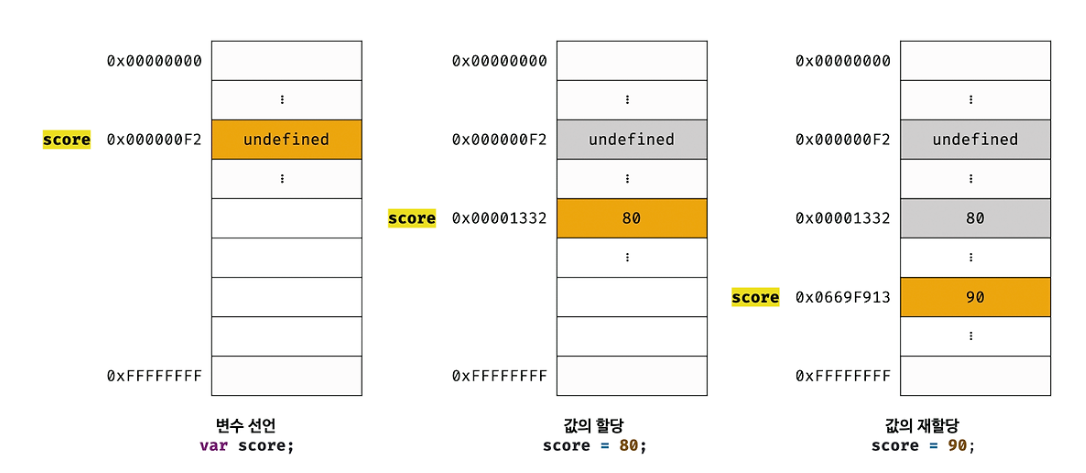 0x00000000
⋮
score 0x000000F2 undefined
⋮
0xFFFFFFFF
변수 선언
var score;
0x00000000
⋮
0x000000F2 undefined
⋮
score 0x00001332 80
⋮
0xFFFFFFFF
값의 할당
score = 80;
0x00000000
⋮
0x000000F2 undefined
⋮
0x00001332 80
⋮
score 0x0669F913 90
⋮
0xFFFFFFFF
값의 재할당
score = 90;